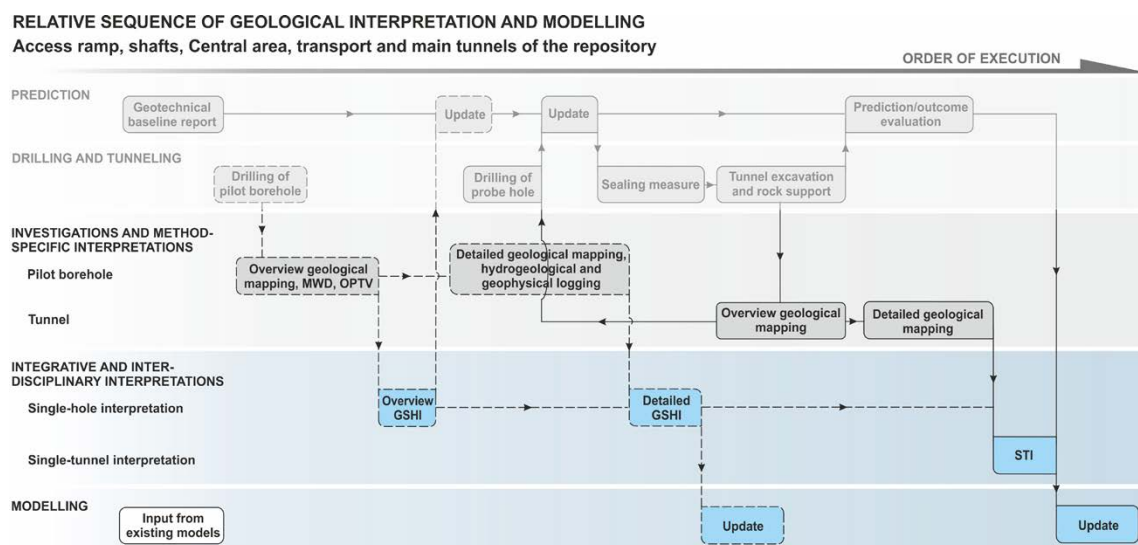 RELATIVE SEQUENCE OF GEOLOGICAL INTERPRETATION AND MODELLING
Access ramp, shafts, Central area, transport and main tunnels of the repository
ORDER OF EXECUTION
PREDICTION
Geotechnical
baseline report
Update
Update
Prediction/outcome
evaluation
DRILLING AND TUNNELING
Drilling of
pilot borehole
Drilling of
probe hole
Sealing measure
Tunnel excavation
and rock support
INVESTIGATIONS AND METHOD-
SPECIFIC INTERPRETATIONS
Pilot borehole
Overview geological
mapping, MWD, OPTV
Detailed geological mapping,
hydrogeological and
geophysical logging
Tunnel
Overview geological
mapping
Detailed geological
mapping
INTEGRATIVE AND INTER-
DISCIPLINARY INTERPRETATIONS
Single-hole interpretation
Overview
GSHI
Detailed
GSHI
Single-tunnel interpretation
STI
MODELLING
Input from
existing models
Update
Update